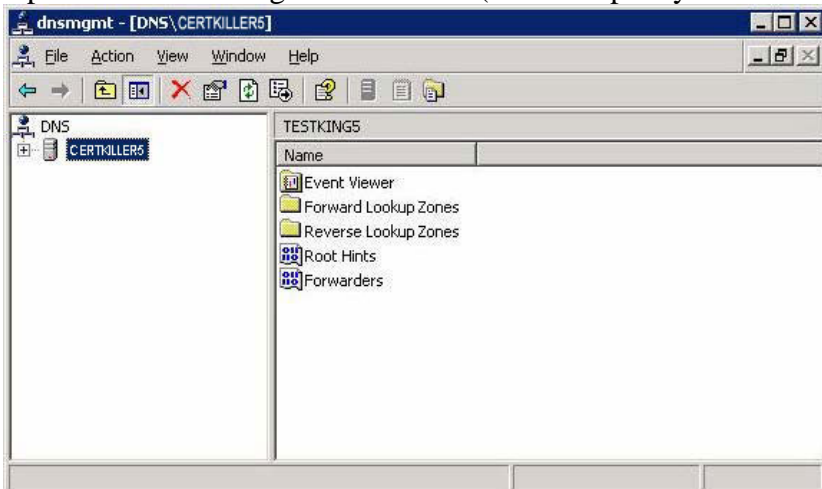 dnsmgmt - [DNS\CERTKILLER5]
File Action View Window Help
DNS
CERTKILLER5
TESTKING5
Name
Event Viewer
Forward Lookup Zones
Reverse Lookup Zones
Root Hints
Forwarders